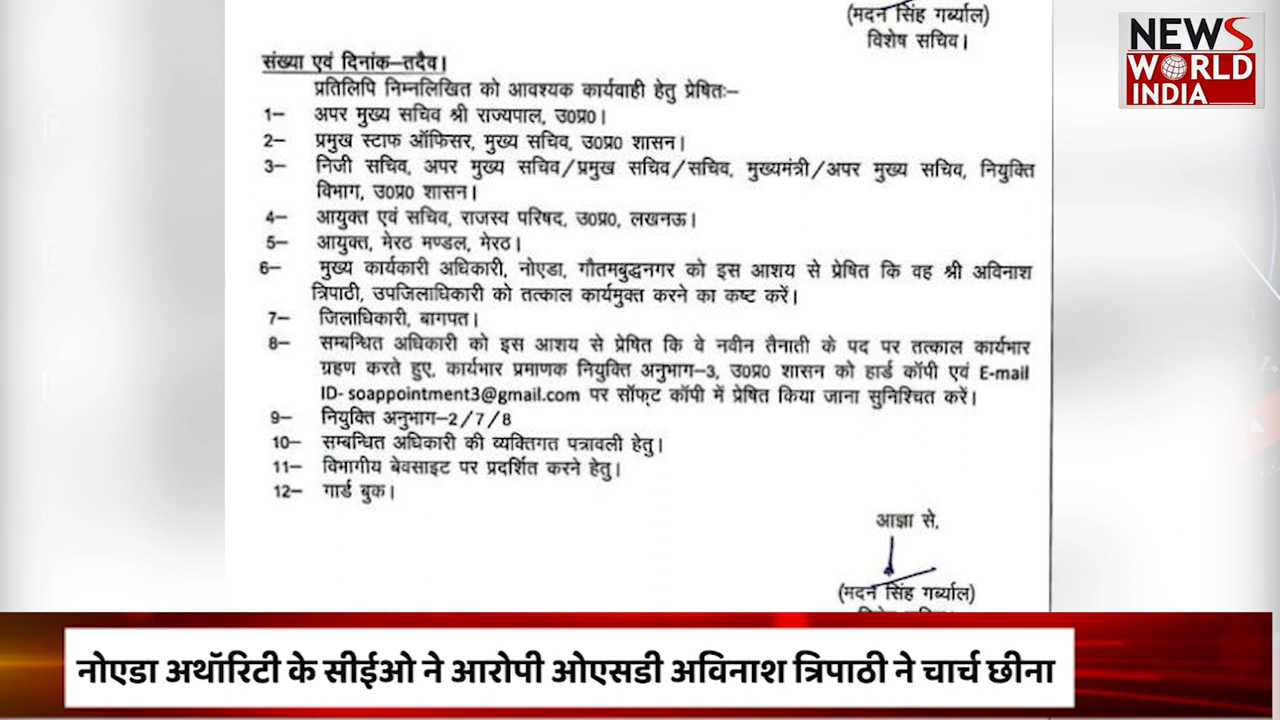 (मदन सिंह गर्ब्याल)
विशेष सचिव।
NEWS
WORLD
INDIA
संख्या एवं दिनांक–तदैव।
प्रतिलिपि निम्नलिखित को आवश्यक कार्यवाही हेतु प्रेषितः–
1– अपर मुख्य सचिव श्री राज्यपाल, उ0प्र0।
2– प्रमुख स्टाफ ऑफिसर, मुख्य सचिव, उ0प्र0 शासन।
3– निजी सचिव, अपर मुख्य सचिव/प्रमुख सचिव/सचिव, मुख्यमंत्री/अपर मुख्य सचिव, नियुक्ति
विभाग, उ0प्र0 शासन।
4– आयुक्त एवं सचिव, राजस्व परिषद, उ0प्र0, लखनऊ।
5– आयुक्त, मेरठ मण्डल, मेरठ।
6– मुख्य कार्यकारी अधिकारी, नोएडा, गौतमबुद्धनगर को इस आशय से प्रेषित कि वह श्री अविनाश
त्रिपाठी, उपजिलाधिकारी को तत्काल कार्यमुक्त करने का कष्ट करें।
7– जिलाधिकारी, बागपत।
8– सम्बन्धित अधिकारी को इस आशय से प्रेषित कि वे नवीन तैनाती के पद पर तत्काल कार्यभार
ग्रहण करते हुए, कार्यभार प्रमाणक नियुक्ति अनुभाग–3, उ0प्र0 शासन को हार्ड कॉपी एवं E-mail
ID- soappointment3@gmail.com पर सॉफ्ट कॉपी में प्रेषित किया जाना सुनिश्चित करें।
9– नियुक्ति अनुभाग–2/7/8
10– सम्बन्धित अधिकारी की व्यक्तिगत पत्रावली हेतु।
11– विभागीय बेवसाइट पर प्रदर्शित करने हेतु।
12– गार्ड बुक।
आज्ञा से,
(मदन सिंह गर्ब्याल)
नोएडा अथॉरिटी के सीईओ ने आरोपी ओएसडी अविनाश त्रिपाठी ने चार्च छीना